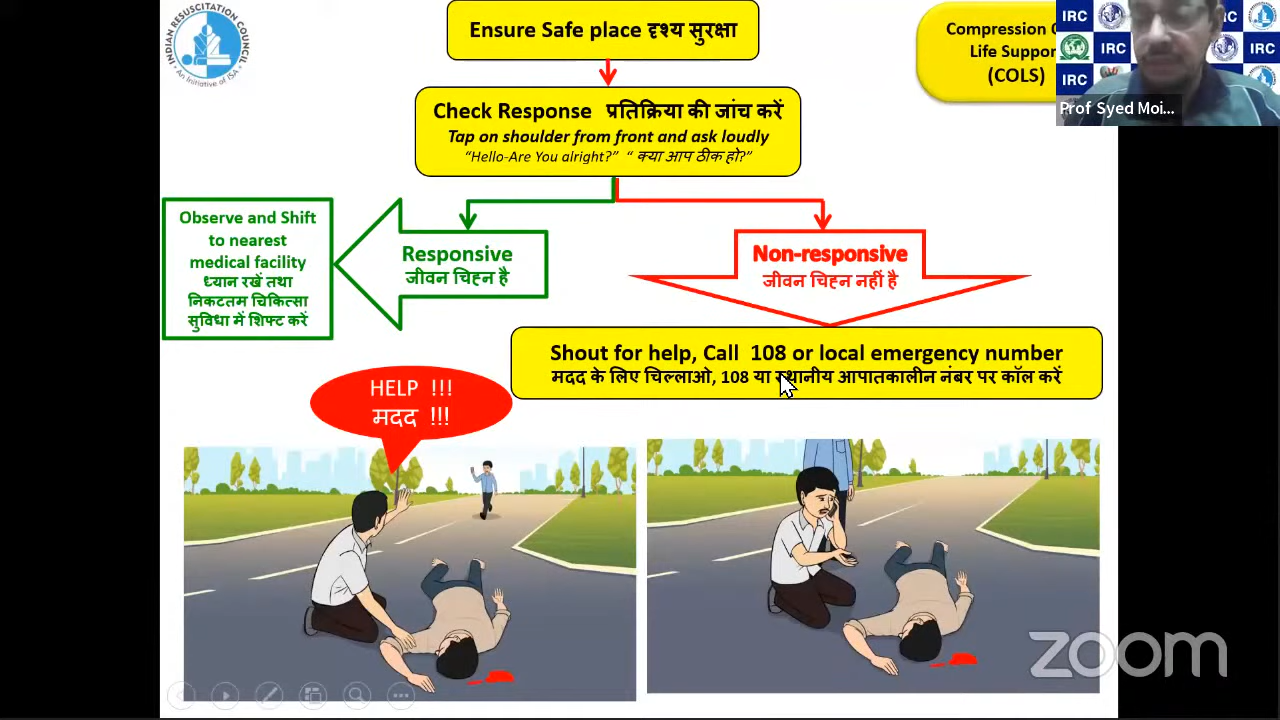 INDIAN RESUSCITATION COUNCIL
An Initiative of ISA
Ensure Safe place दृश्य सुरक्षा
Compression
Life Suppo
(COLS)
IRC
IRC
IRC
IRC
Prof Syed Moi...
Check Response प्रतिक्रिया की जांच करें
Tap on shoulder from front and ask loudly
“Hello-Are You alright?” “ क्या आप ठीक हो?”
Observe and Shift
to nearest
medical facility
ध्यान रखें तथा
निकटतम चिकित्सा
सुविधा में शिफ्ट करें
Responsive
जीवन चिह्न है
Non-responsive
जीवन चिह्न नहीं है
Shout for help, Call 108 or local emergency number
मदद के लिए चिल्लाओ, 108 या स्थानीय आपातकालीन नंबर पर कॉल करें
HELP !!!
मदद !!!
zoom